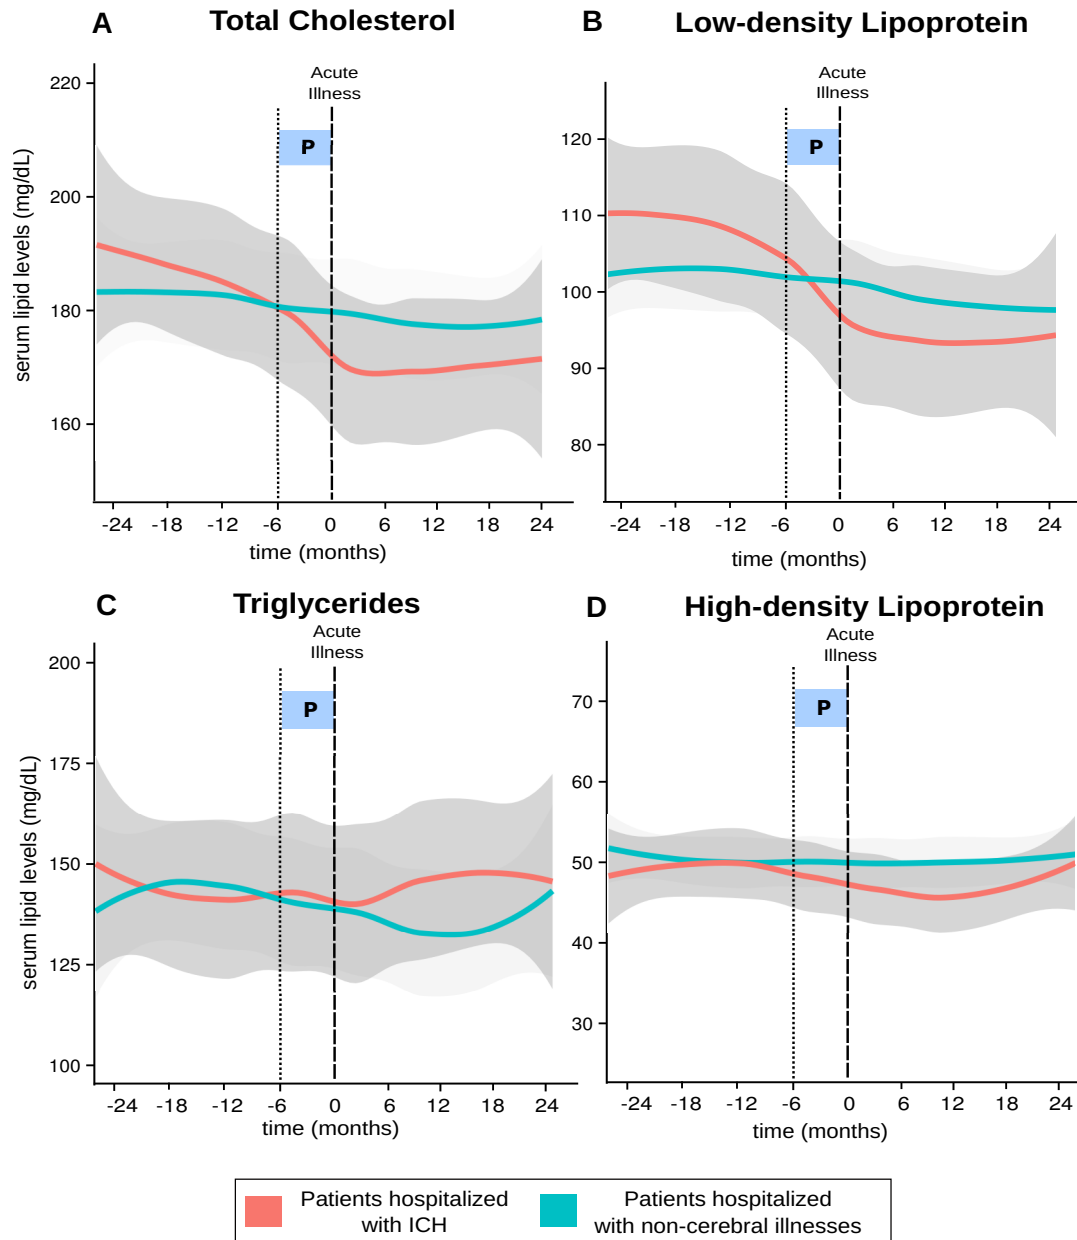 A Total Cholesterol
Acute
Illness
P
serum lipid levels (mg/dL)
220
200
180
160
-24 -18 -12 -6 0 6 12 18 24
time (months)
B Low-density Lipoprotein
Acute
Illness
P
120
110
100
90
80
-24 -18 -12 -6 0 6 12 18 24
time (months)
C Triglycerides
Acute
Illness
P
serum lipid levels (mg/dL)
200
175
150
125
100
-24 -18 -12 -6 0 6 12 18 24
time (months)
D High-density Lipoprotein
Acute
Illness
P
70
60
50
40
30
-24 -18 -12 -6 0 6 12 18 24
time (months)
Patients hospitalized
with ICH
Patients hospitalized
with non-cerebral illnesses